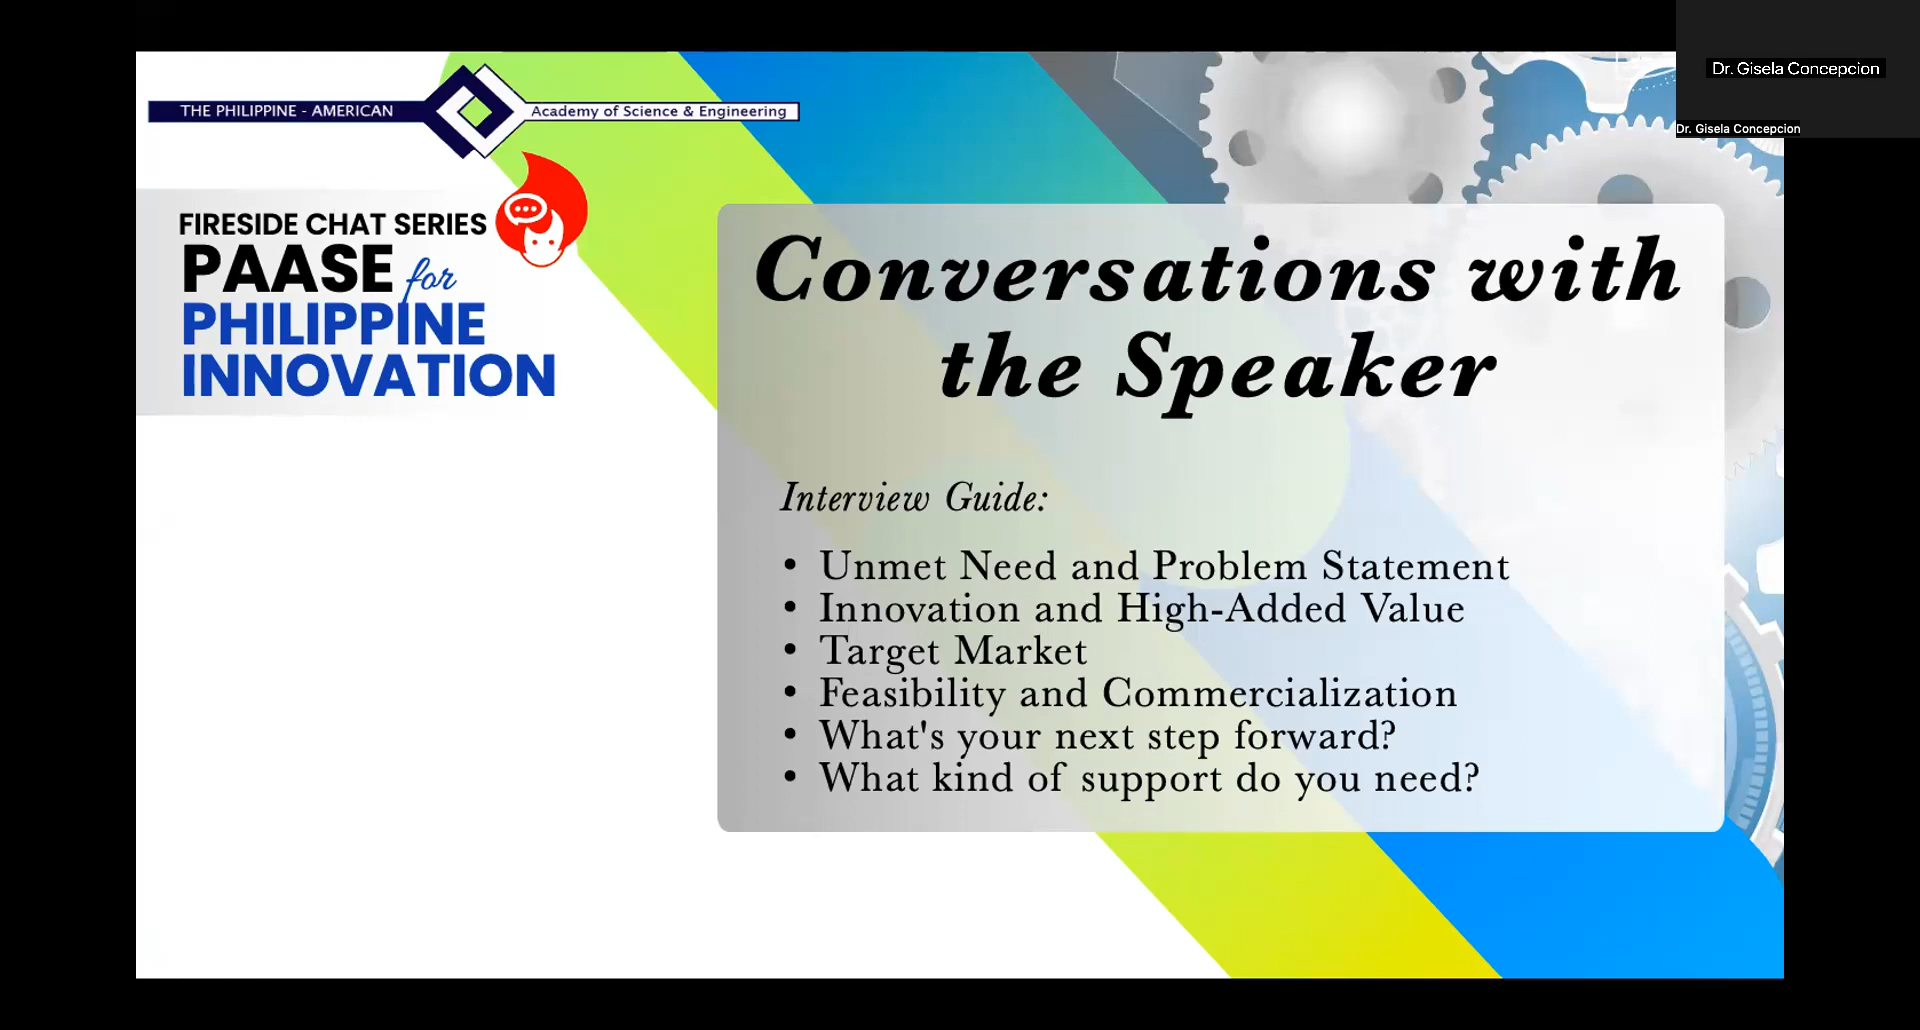 THE PHILIPPINE - AMERICAN Academy of Science & Engineering
FIRESIDE CHAT SERIES
PAASE for
PHILIPPINE
INNOVATION
Conversations with
the Speaker
Interview Guide:
• Unmet Need and Problem Statement
• Innovation and High-Added Value
• Target Market
• Feasibility and Commercialization
• What's your next step forward?
• What kind of support do you need?
Dr. Gisela Concepcion
Dr. Gisela Concepcion